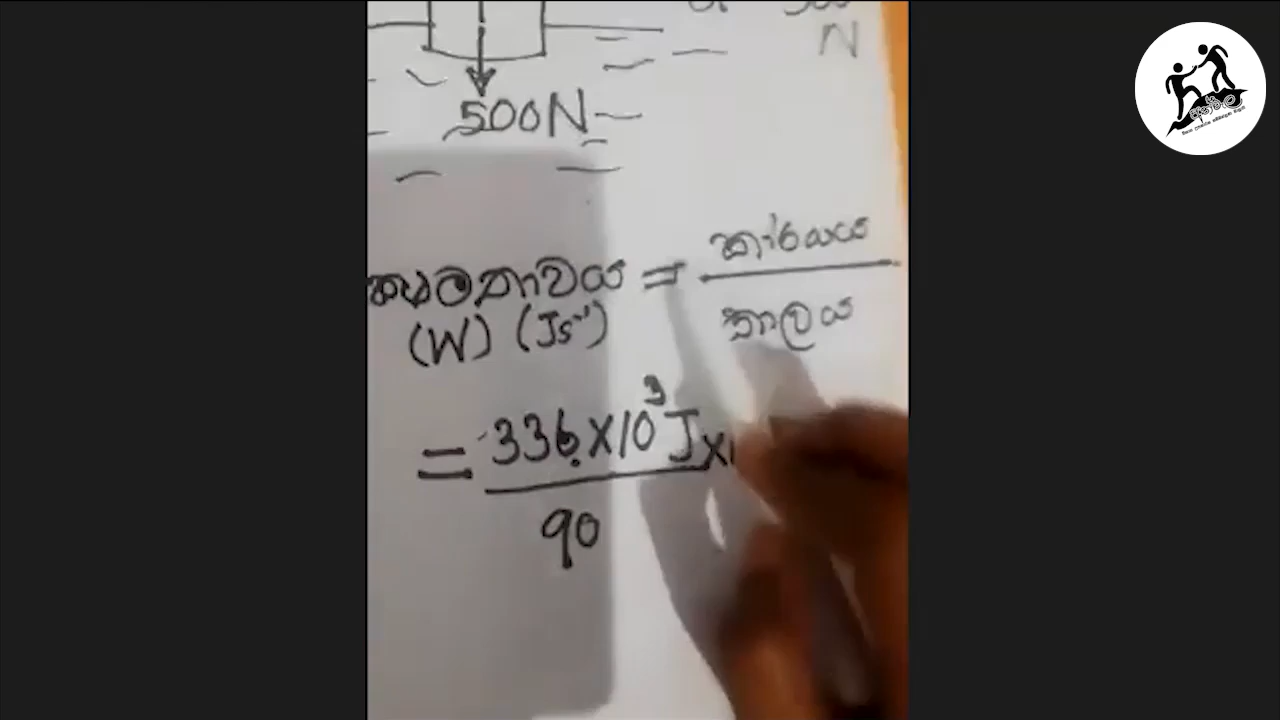 500N
N
ක්ෂමතාවය = කාර්යය
කාලය
(W) (Js⁻¹)
= 336×10³J×
90